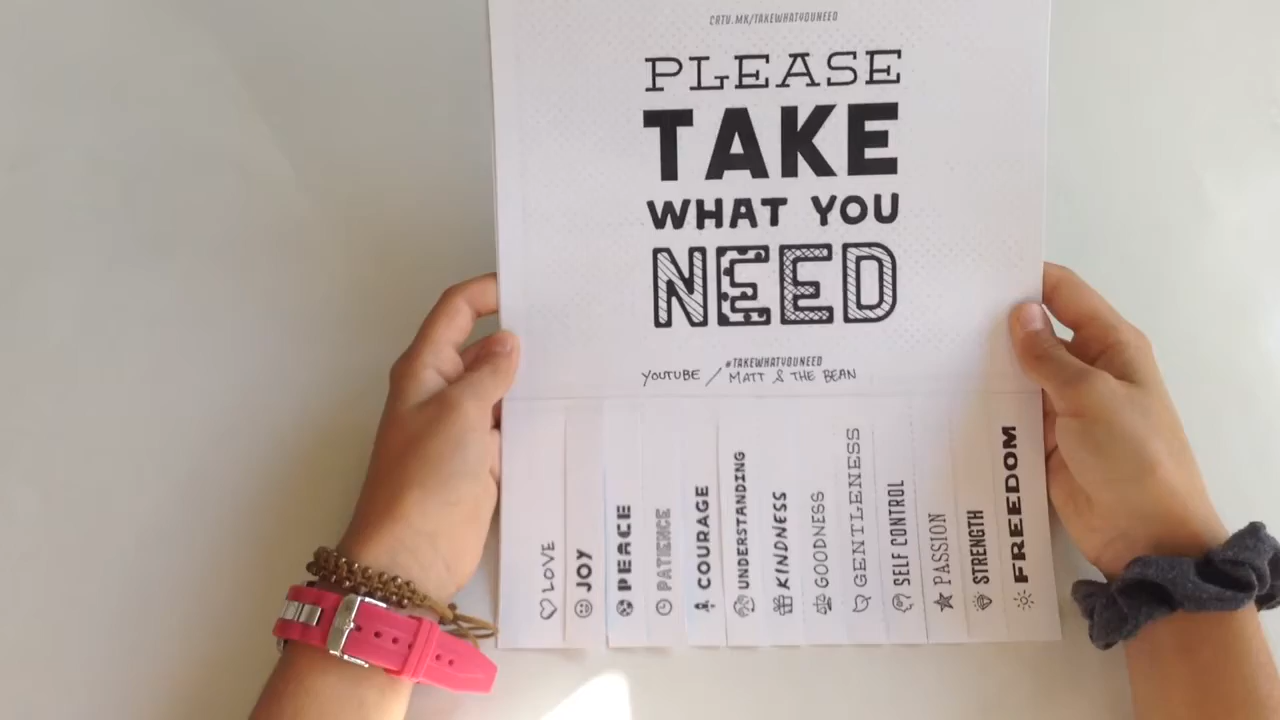 CRTV.MK/TAKEWHATYOUNEED
PLEASE
TAKE
WHAT YOU
NEED
#TAKEWHATYOUNEED
YOUTUBE / MATT & THE BEAN
LOVE
JOY
PEACE
PATIENCE
COURAGE
UNDERSTANDING
KINDNESS
GOODNESS
GENTLENESS
SELF CONTROL
PASSION
STRENGTH
FREEDOM